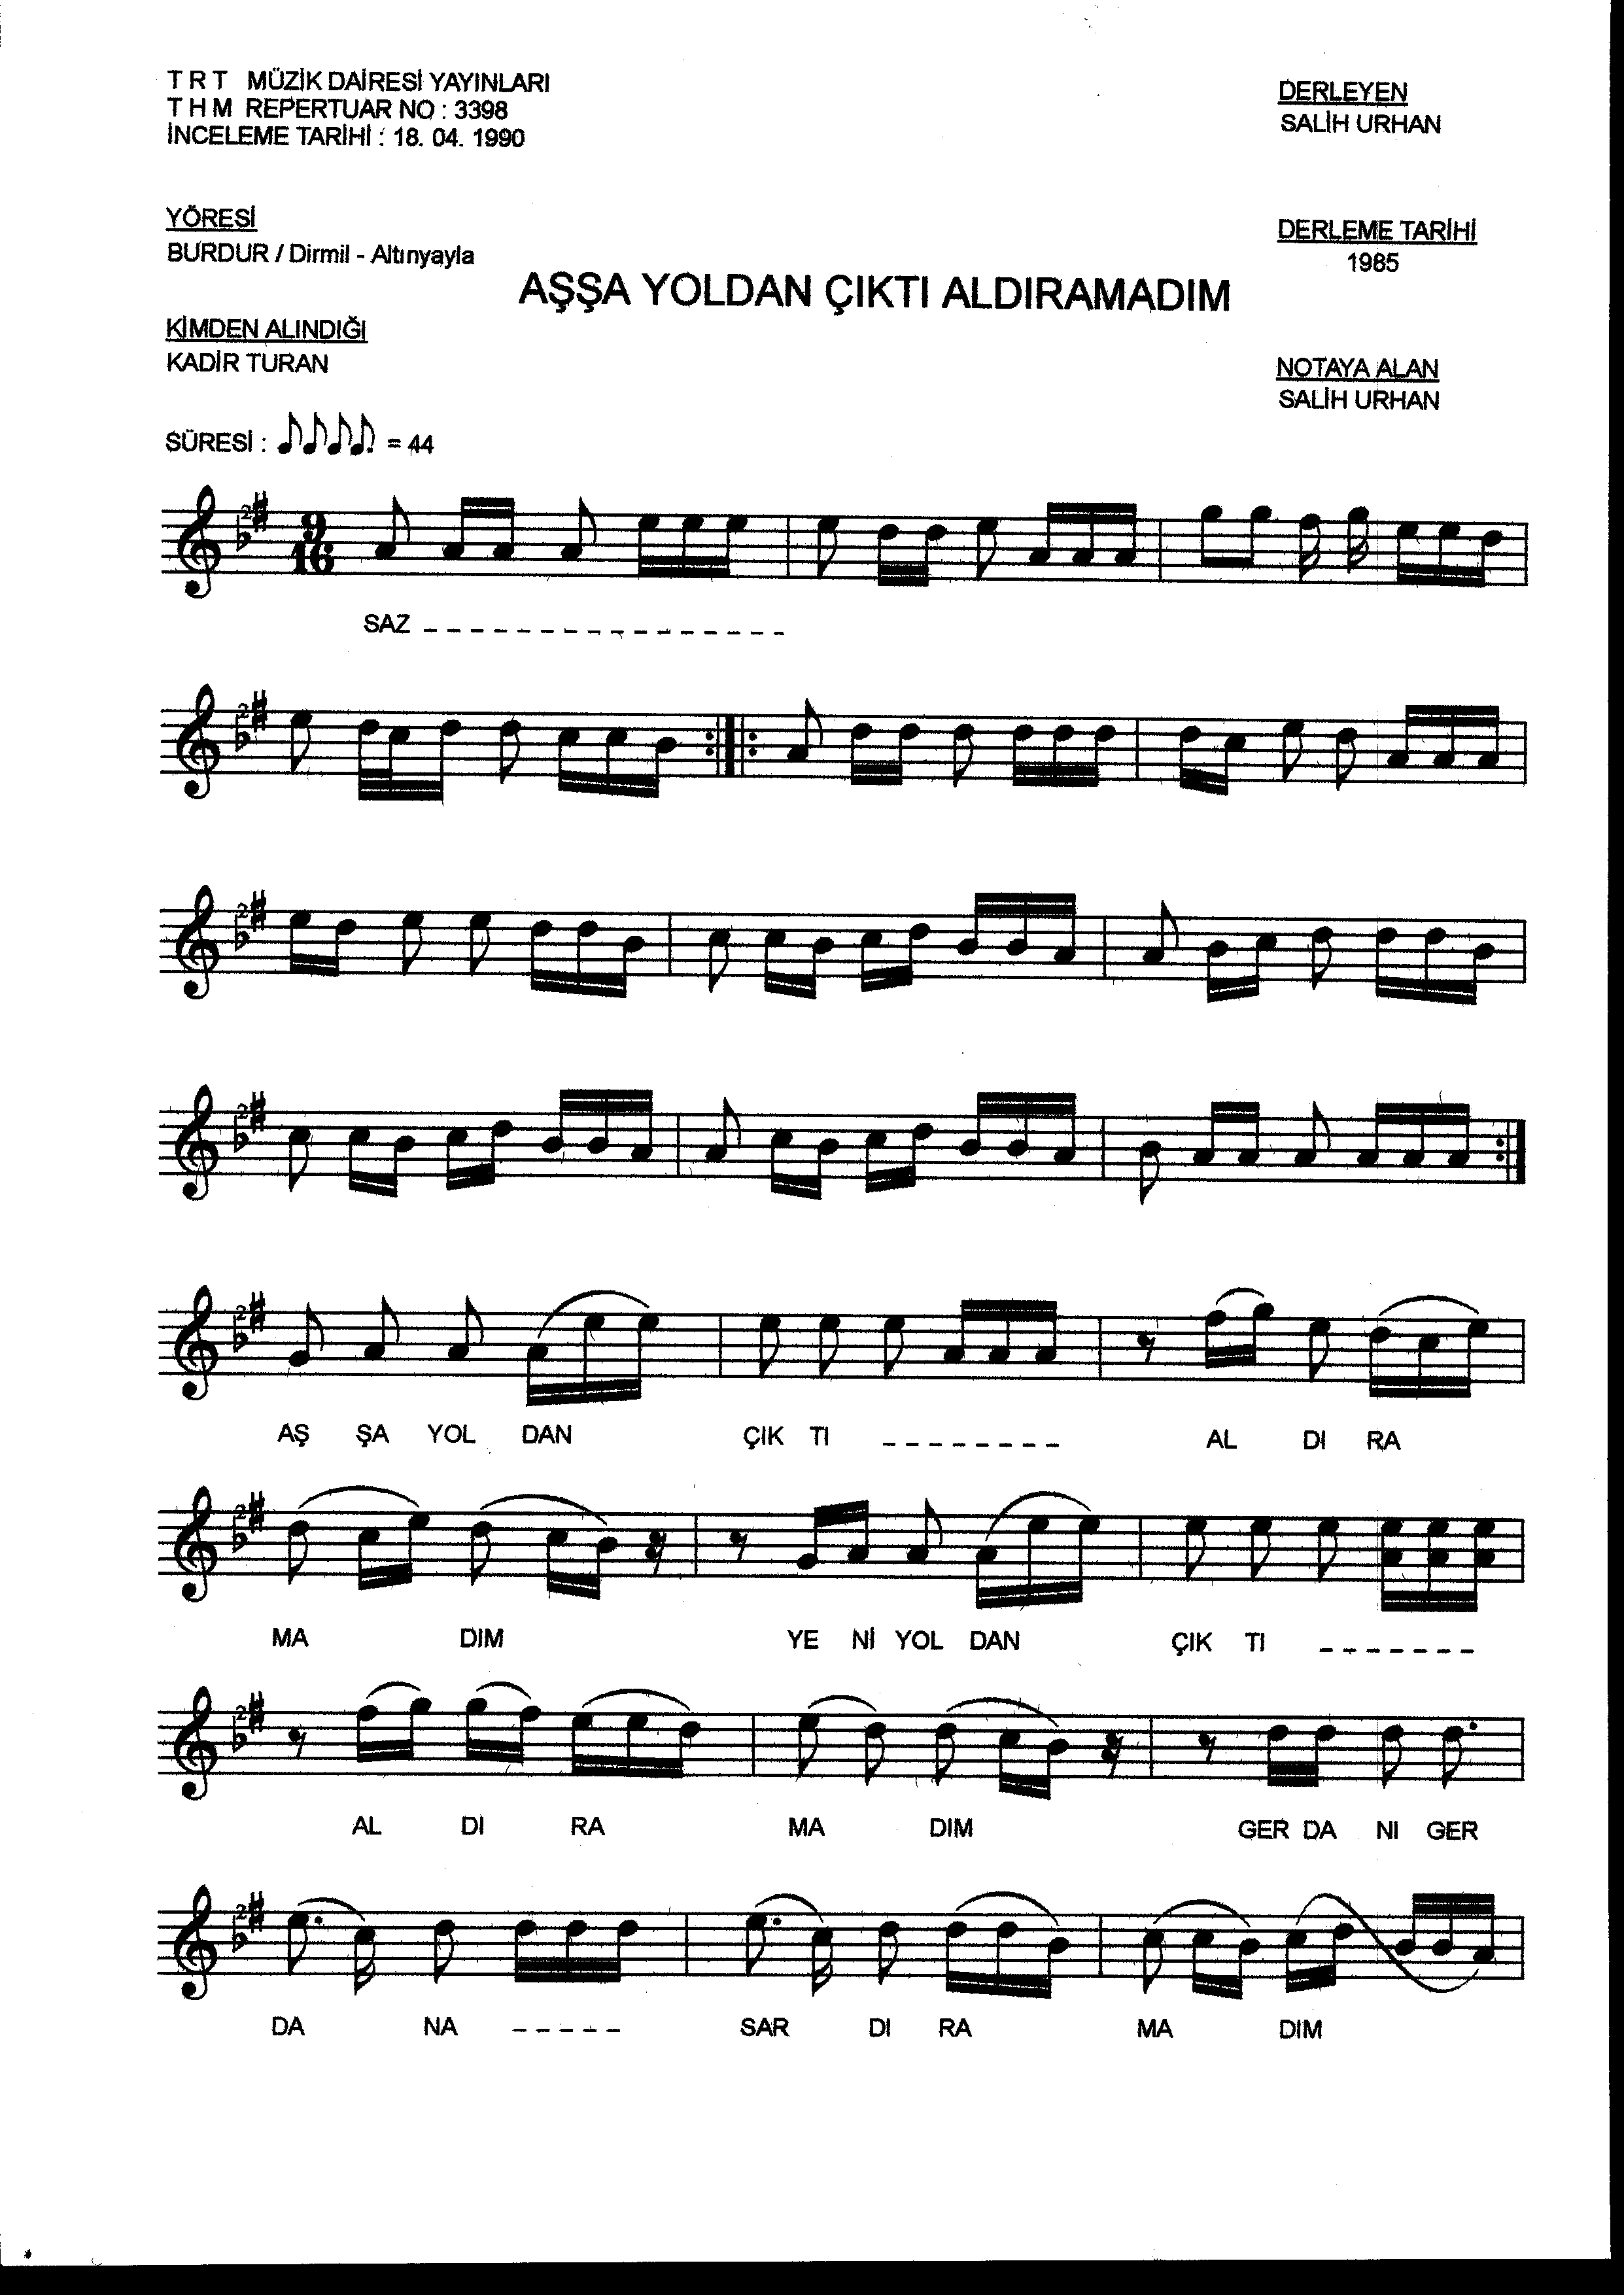 T R T MÜZİK DAİRESİ YAYINLARI
T H M REPERTUAR NO : 3398
İNCELEME TARİHİ : 18. 04. 1990
DERLEYEN
SALİH URHAN
YÖRESİ
BURDUR / Dirmil - Altınyayla
DERLEME TARİHİ
1985
AŞŞA YOLDAN ÇIKTI ALDIRAMADIM
KİMDEN ALINDIĞI
KADİR TURAN
NOTAYA ALAN
SALİH URHAN
SÜRESİ : = 44
9
16
SAZ
AŞ ŞA YOL DAN ÇIK TI AL DI RA
MA DIM YE Nİ YOL DAN ÇIK TI
AL DI RA MA DIM GER DA NI GER
DA NA SAR DI RA MA DIM